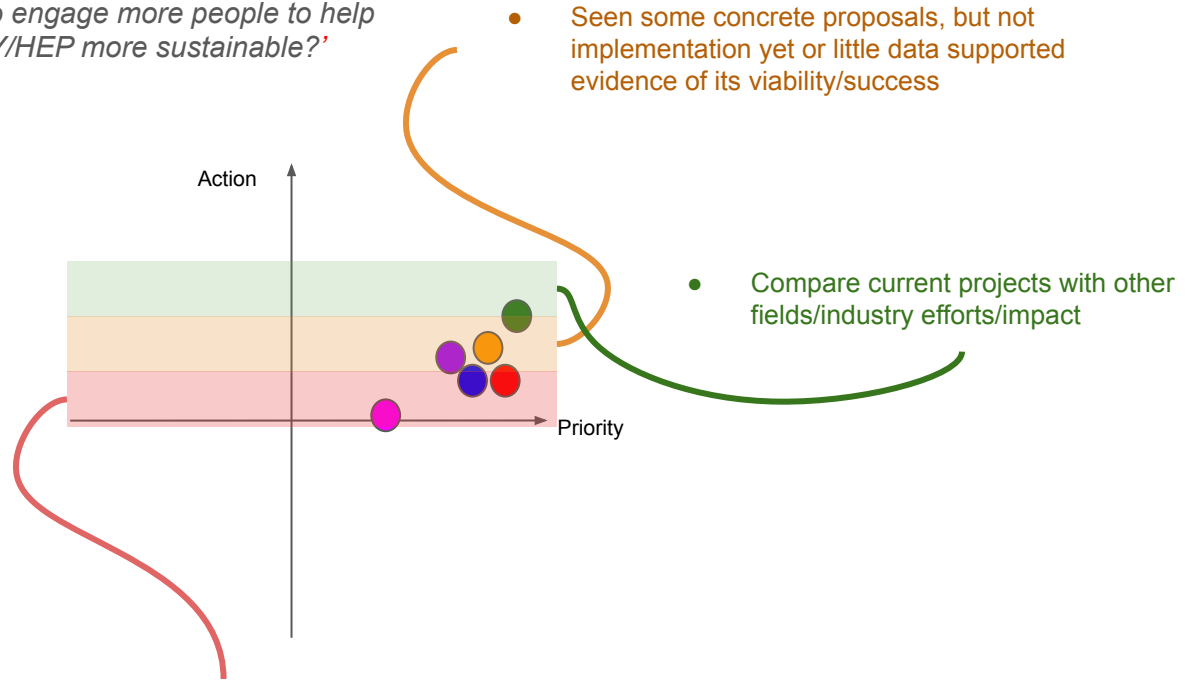 engage more people to help
/HEP more sustainable?’
● Seen some concrete proposals, but not
implementation yet or little data supported
evidence of its viability/success
Action
● Compare current projects with other
fields/industry efforts/impact
Priority